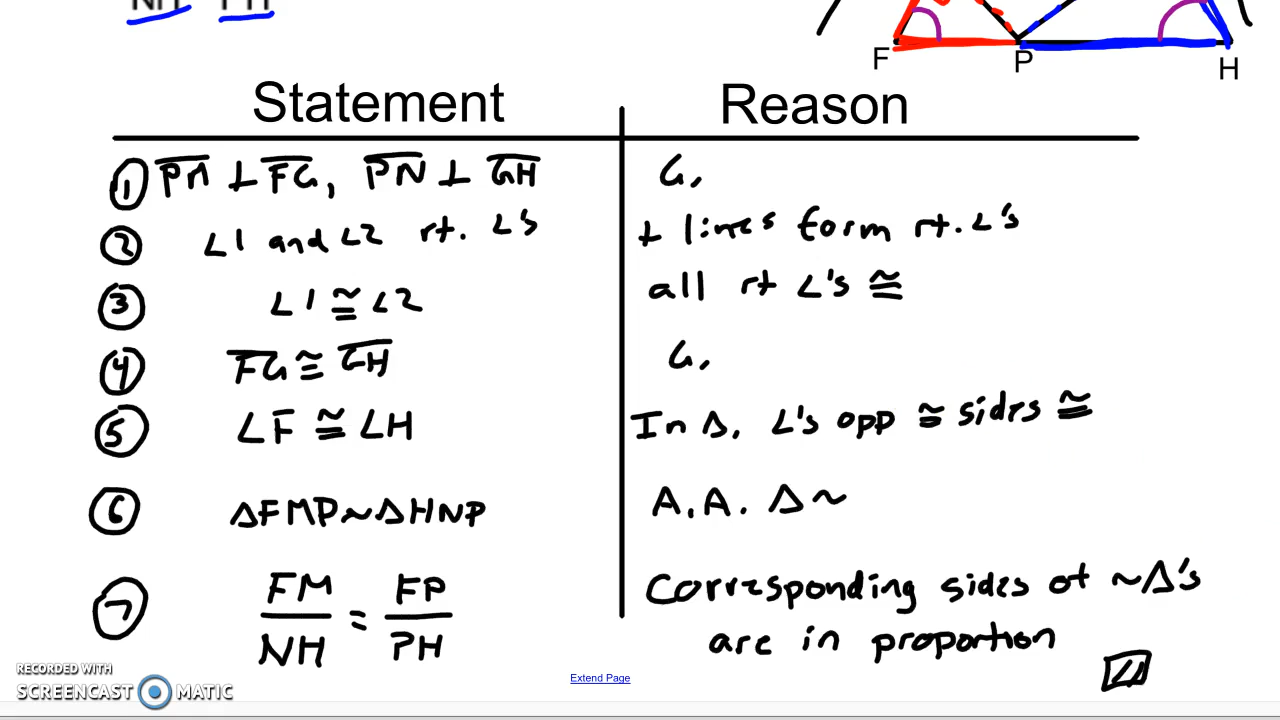 NH PH
F P H
Statement Reason
① PM ⊥ FG, PN ⊥ GH G.
② ∠1 and ∠2 rt. ∠'s ⊥ lines form rt. ∠'s
③ ∠1 ≅ ∠2 all rt ∠'s ≅
④ FG ≅ GH G.
⑤ ∠F ≅ ∠H In Δ, ∠'s opp ≅ sides ≅
⑥ ΔFMP~ΔHNP A.A. Δ ~
⑦ FM/NH = FP/PH Corresponding sides of ~Δ's
are in proportion
RECORDED WITH
SCREENCAST MATIC
Extend Page